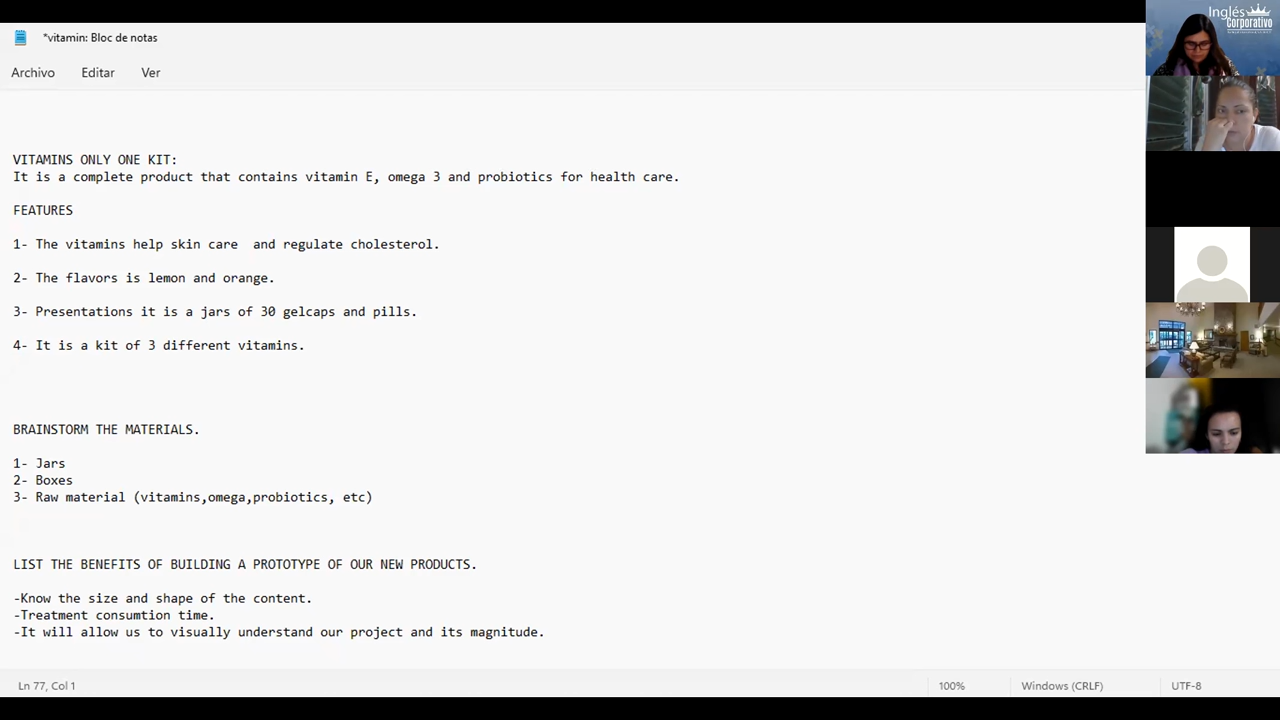 *vitamin: Bloc de notas
Archivo Editar Ver
VITAMINS ONLY ONE KIT:
It is a complete product that contains vitamin E, omega 3 and probiotics for health care.
FEATURES
1- The vitamins help skin care  and regulate cholesterol.
2- The flavors is lemon and orange.
3- Presentations it is a jars of 30 gelcaps and pills.
4- It is a kit of 3 different vitamins.
BRAINSTORM THE MATERIALS.
1- Jars
2- Boxes
3- Raw material (vitamins,omega,probiotics, etc)
LIST THE BENEFITS OF BUILDING A PROTOTYPE OF OUR NEW PRODUCTS.
-Know the size and shape of the content.
-Treatment consumtion time.
-It will allow us to visually understand our project and its magnitude.
Ln 77, Col 1
100%
Windows (CRLF)
UTF-8
Inglés
Corporativo